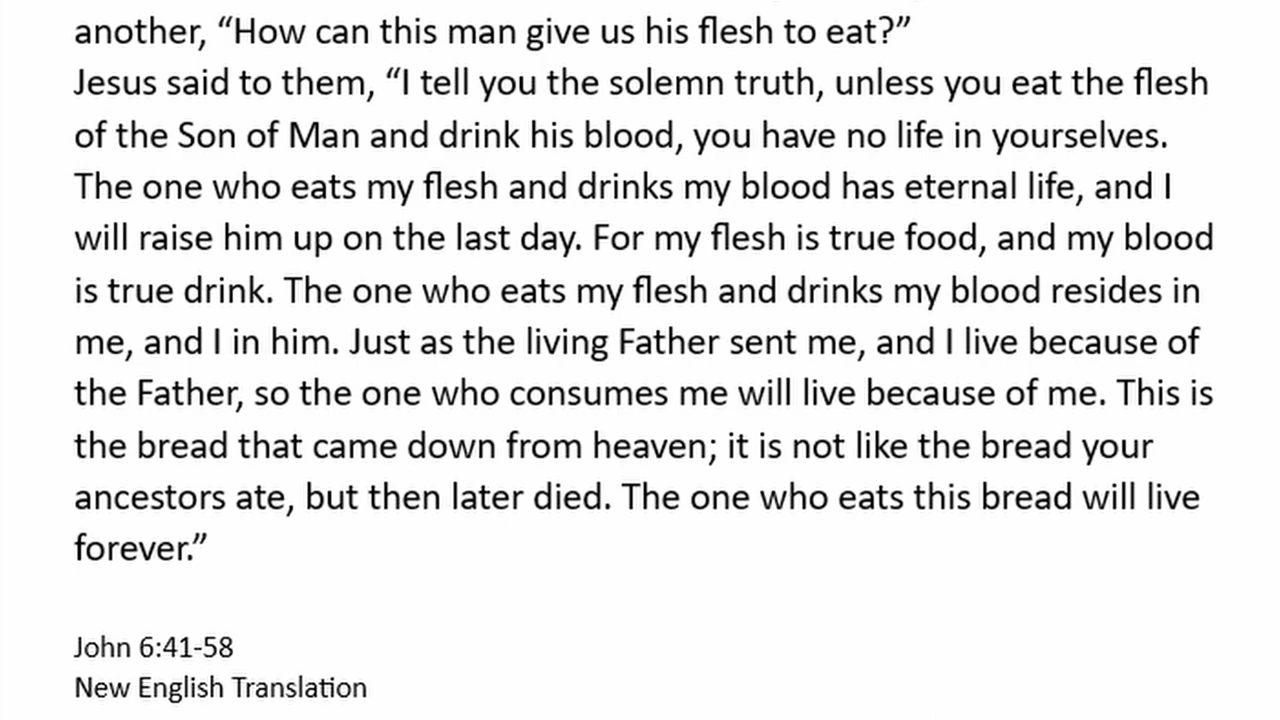 another, “How can this man give us his flesh to eat?”
Jesus said to them, “I tell you the solemn truth, unless you eat the flesh
of the Son of Man and drink his blood, you have no life in yourselves.
The one who eats my flesh and drinks my blood has eternal life, and I
will raise him up on the last day. For my flesh is true food, and my blood
is true drink. The one who eats my flesh and drinks my blood resides in
me, and I in him. Just as the living Father sent me, and I live because of
the Father, so the one who consumes me will live because of me. This is
the bread that came down from heaven; it is not like the bread your
ancestors ate, but then later died. The one who eats this bread will live
forever.”
John 6:41-58
New English Translation